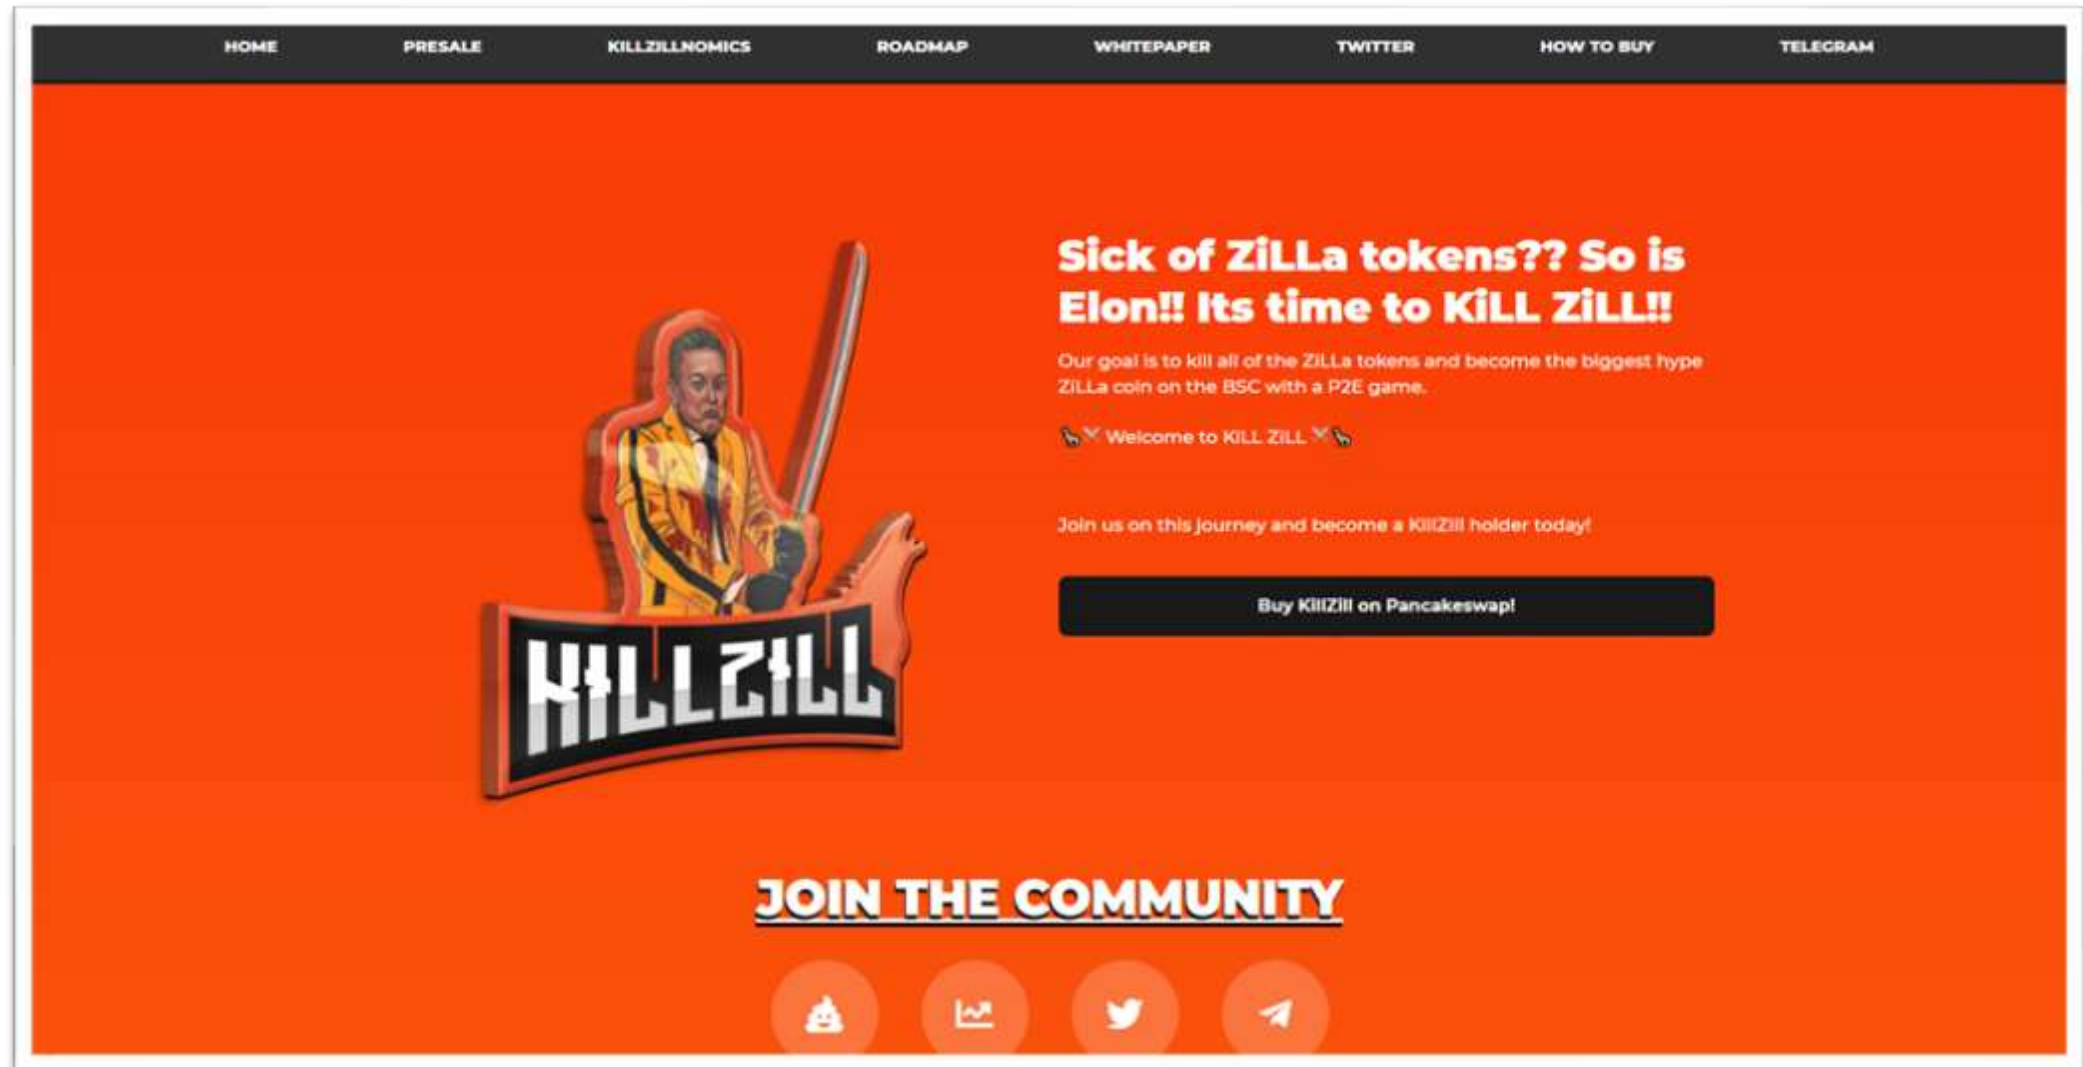 HOME PRESALE KILLZILLNOMICS ROADMAP WHITEPAPER TWITTER HOW TO BUY TELEGRAM
Sick of ZiLLa tokens?? So is
Elon!! Its time to KiLL ZiLL!!
Our goal is to kill all of the ZiLLa tokens and become the biggest hype
ZiLLa coin on the BSC with a P2E game.
Welcome to KiLL ZiLL
Join us on this journey and become a KillZill holder today!
Buy KillZill on Pancakeswap!
KILLZILL
JOIN THE COMMUNITY